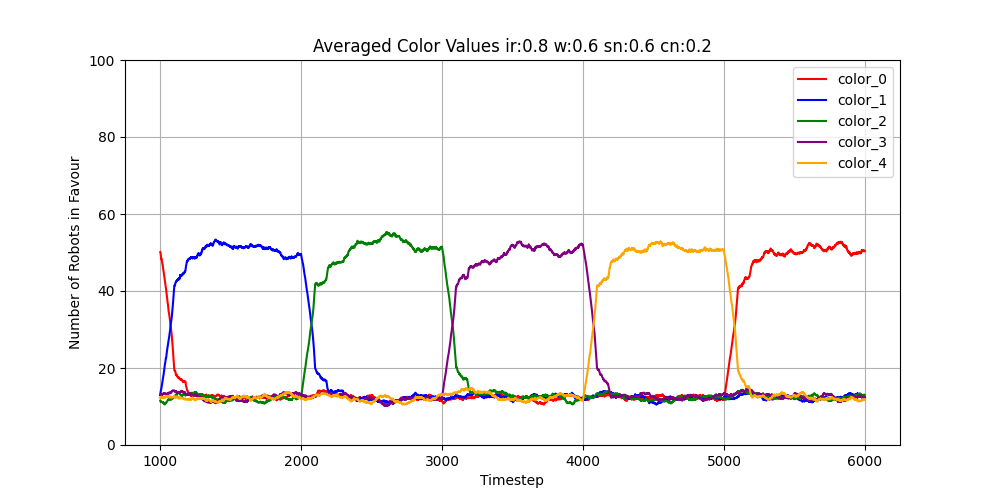 Averaged Color Values ir:0.8 w:0.6 sn:0.6 cn:0.2
Number of Robots in Favour
100
80
60
40
20
0
color_0
color_1
color_2
color_3
color_4
1000 2000 3000 4000 5000 6000
Timestep